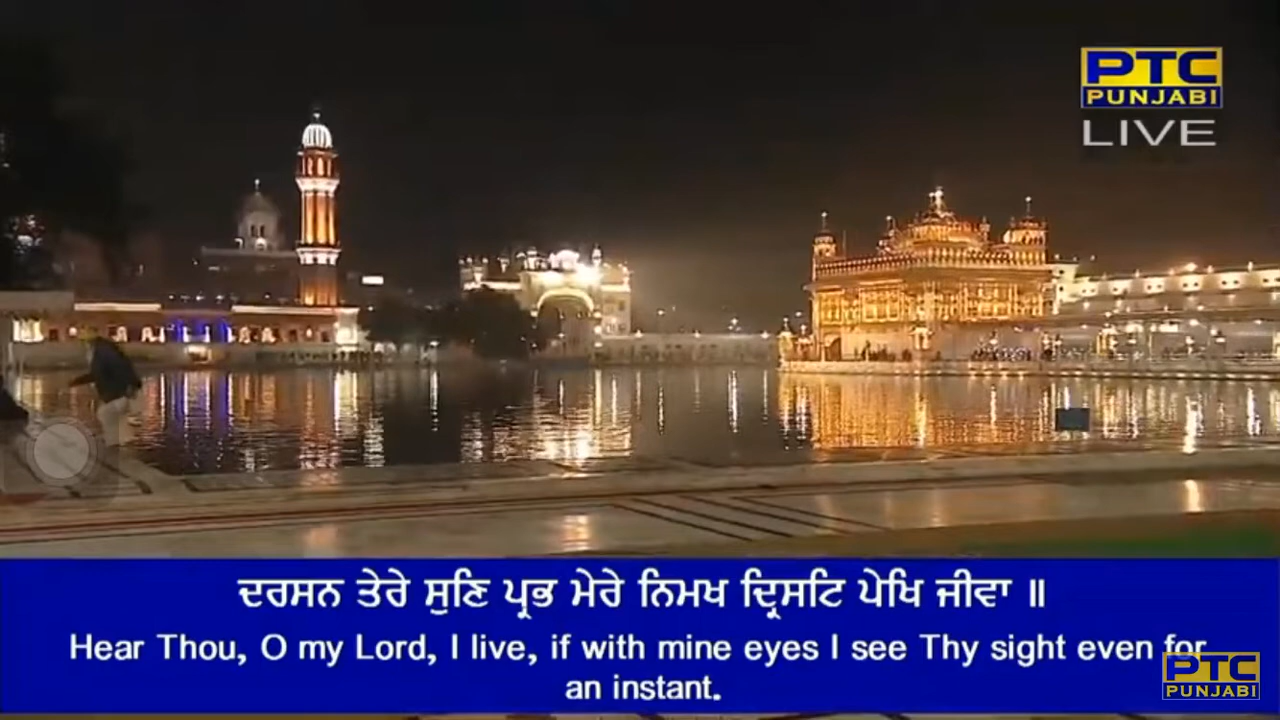 PTC
PUNJABI
LIVE
ਦਰਸਨ ਤੇਰੇ ਸੁਣਿ ਪ੍ਰਭ ਮੇਰੇ ਨਿਮਖ ਦ੍ਰਿਸਟਿ ਪੇਖਿ ਜੀਵਾ ॥
Hear Thou, O my Lord, I live, if with mine eyes I see Thy sight even for
an instant.
PTC
PUNJABI